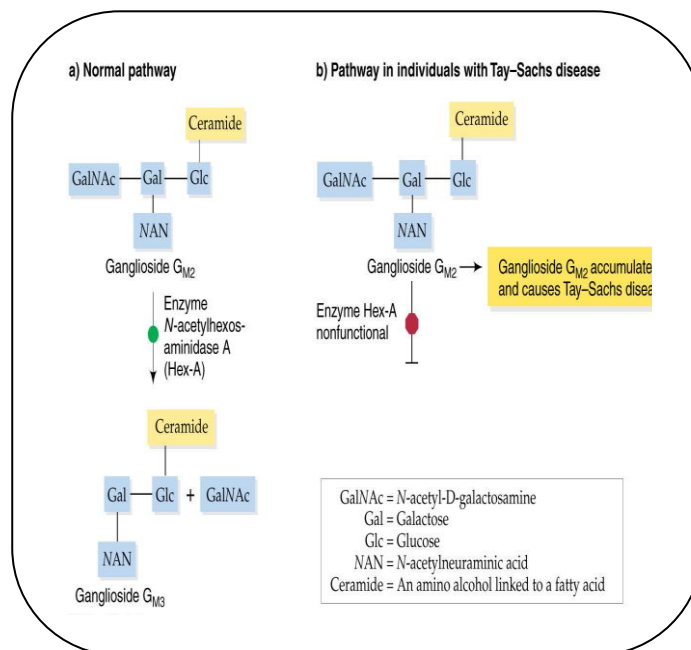 a) Normal pathway
Ceramide
GalNAc Gal Glc
NAN
Ganglioside GM2
Enzyme
N-acetylhexos-
aminidase A
(Hex-A)
Ceramide
Gal Glc + GalNAc
NAN
Ganglioside GM3
b) Pathway in individuals with Tay–Sachs disease
Ceramide
GalNAc Gal Glc
NAN
Ganglioside GM2
Ganglioside GM2 accumulate
and causes Tay–Sachs disea
Enzyme Hex-A
nonfunctional
GalNAc = N-acetyl-D-galactosamine
Gal = Galactose
Glc = Glucose
NAN = N-acetylneuraminic acid
Ceramide = An amino alcohol linked to a fatty acid